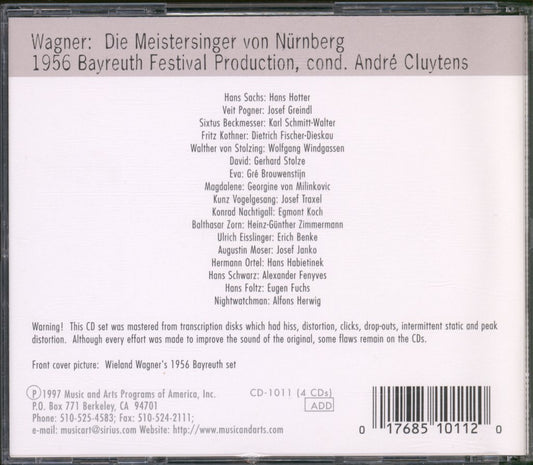 Wagner: Die Meistersinger von Nürnberg
1956 Bayreuth Festival Production, cond. André Cluytens
Hans Sachs: Hans Hotter
Veit Pogner: Josef Greindl
Sixtus Beckmesser: Karl Schmitt-Walter
Fritz Kothner: Dietrich Fischer-Dieskau
Walther von Stolzing: Wolfgang Windgassen
David: Gerhard Stolze
Eva: Gré Brouwenstijn
Magdalene: Georgine von Milinkovic
Kunz Vogelgesang: Josef Traxel
Konrad Nachtigall: Egmont Koch
Balthasar Zorn: Heinz-Günther Zimmermann
Ulrich Eisslinger: Erich Benke
Augustin Moser: Josef Janko
Hermann Ortel: Hans Habietinek
Hans Schwarz: Alexander Fenyves
Hans Foltz: Eugen Fuchs
Nightwatchman: Alfons Herwig
Warning! This CD set was mastered from transcription disks which had hiss, distortion, clicks, drop-outs, intermittent static and peak
distortion. Although every effort was made to improve the sound of the original, some flaws remain on the CDs.
Front cover picture: Wieland Wagner's 1956 Bayreuth set
℗1997 Music and Arts Programs of America, Inc.
P.O. Box 771 Berkeley, CA 94701
Phone: 510-525-4583; Fax: 510-524-2111;
e-mail: musicart@sirius.com Website: http://www.musicandarts.com
CD-1011 (4 CDs)
ADD
0 17685 10112 0